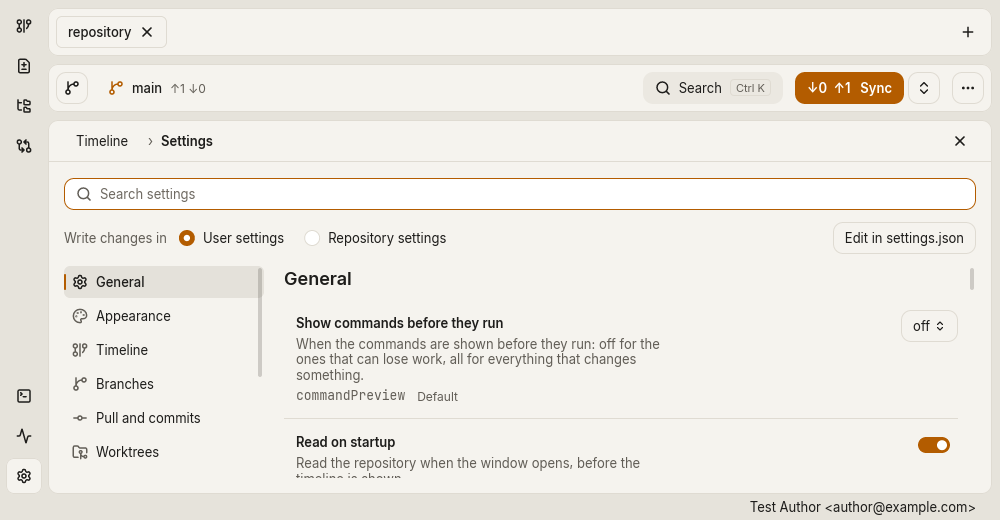 repository
main ↑1 ↓0
Search Ctrl K
↓0 ↑1 Sync
Timeline › Settings
Search settings
Write changes in User settings Repository settings Edit in settings.json
General
Appearance
Timeline
Branches
Pull and commits
Worktrees
General
Show commands before they run
off
When the commands are shown before they run: off for the
ones that can lose work, all for everything that changes
something.
commandPreview Default
Read on startup
Read the repository when the window opens, before the
timeline is shown.
Test Author <author@example.com>